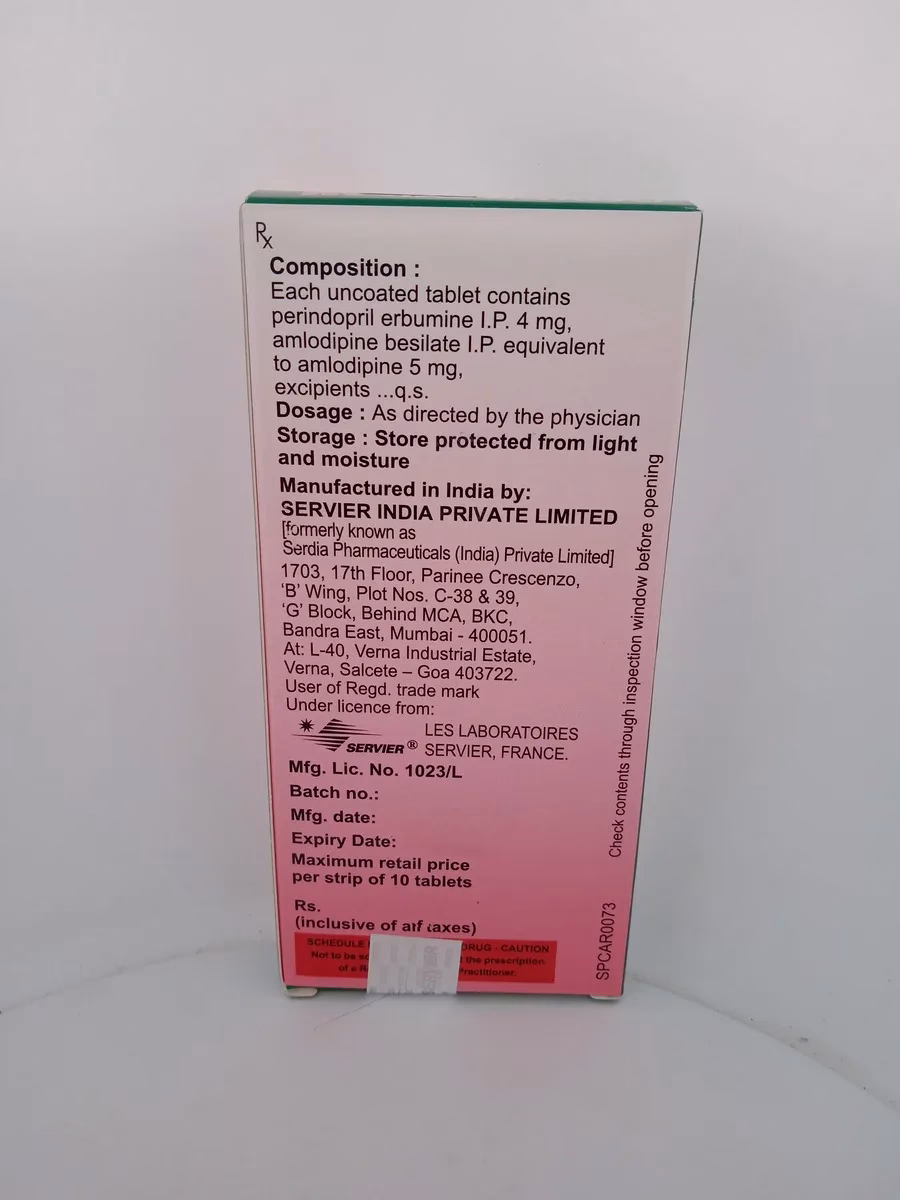 Rx
Composition :
Each uncoated tablet contains
perindopril erbumine I.P. 4 mg,
amlodipine besilate I.P. equivalent
to amlodipine 5 mg,
excipients ...q.s.
Dosage : As directed by the physician
Storage : Store protected from light
and moisture
Manufactured in India by:
SERVIER INDIA PRIVATE LIMITED
[formerly known as
Serdia Pharmaceuticals (India) Private Limited]
1703, 17th Floor, Parinee Crescenzo,
‘B’ Wing, Plot Nos. C-38 & 39,
‘G’ Block, Behind MCA, BKC,
Bandra East, Mumbai - 400051.
At: L-40, Verna Industrial Estate,
Verna, Salcete – Goa 403722.
User of Regd. trade mark
Under licence from:
SERVIER ® LES LABORATOIRES
SERVIER, FRANCE.
Mfg. Lic. No. 1023/L
Batch no.:
Mfg. date:
Expiry Date:
Maximum retail price
per strip of 10 tablets
Rs.
(inclusive of all taxes)
SCHEDULE DRUG - CAUTION
Not to be the prescription
of a Practitioner.
Check contents through inspection window before opening
SPCAR0073